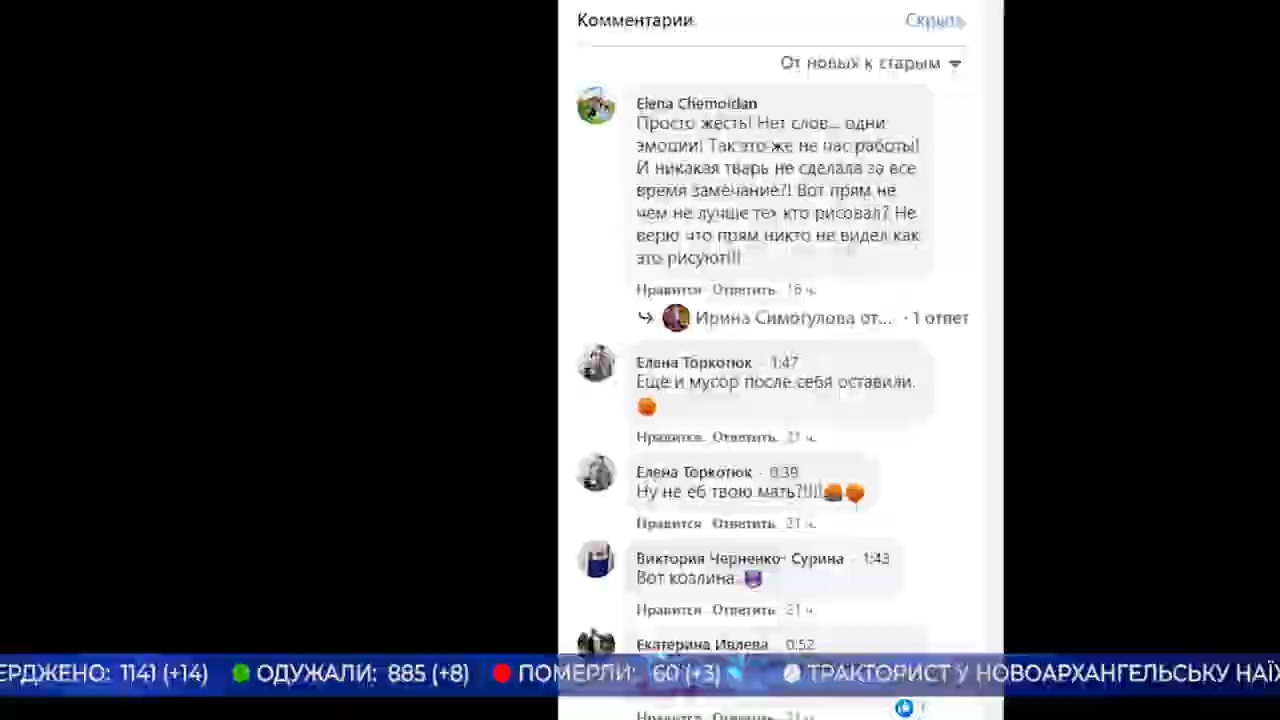 Комментарии
Скрыть
От новых к старым
Elena Chemoidan
Просто жесть! Нет слов... одни
эмоции! Так это же не час работы!
И никакая тварь не сделала за все
время замечание?! Вот прям не
чем не лучше тех кто рисовал? Не
верю что прям никто не видел как
это рисуют!!!
Нравится Ответить 16 ч.
Ирина Симогулова от... · 1 ответ
Елена Торкотюк · 1:47
Ещё и мусор после себя оставили.
Нравится Ответить 21 ч.
Елена Торкотюк · 0:39
Ну не еб твою мать?!!!!
Нравится Ответить 21 ч.
Виктория Черненко- Сурина · 1:43
Вот козлина
Нравится Ответить 21 ч.
Екатерина Ивлева 0:52
ЕРДЖЕНО: 1141 (+14) ОДУЖАЛИ: 885 (+8) ПОМЕРЛИ: 60 (+3) ТРАКТОРИСТ У НОВОАРХАНГЕЛЬСЬКУ НАЇХ
Нравится Ответить 21 ч.